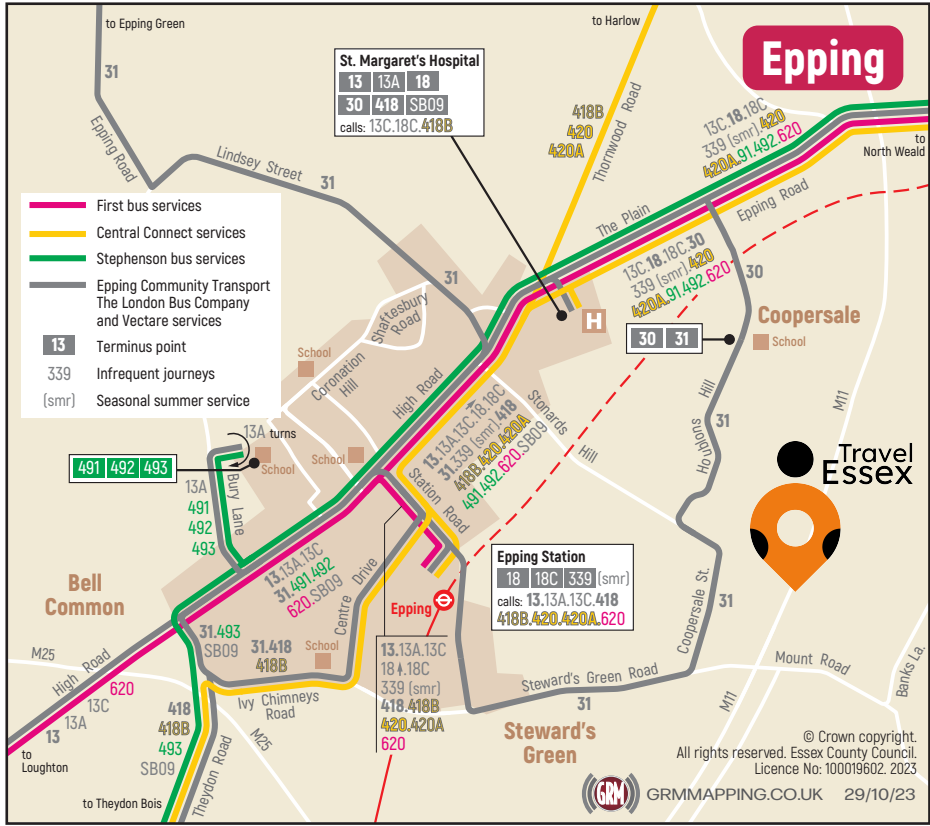 to Epping Green
to Harlow
Epping
31
Epping Road
Lindsey Street
31
St. Margaret's Hospital
13 13A 18
30 418 SB09
calls: 13C.18C.418B
418B
420
420A
Thornwood Road
13C.18.18C
339 (smr).420
420A.91.492.620
to
North Weald
First bus services
Central Connect services
Stephenson bus services
Epping Community Transport
The London Bus Company
and Vectare services
13 Terminus point
339 Infrequent journeys
(smr) Seasonal summer service
The Plain
Epping Road
31
Shaftesbury
Road
13C.18.18C.30
339 (smr).420
420A.91.492.620
30
H
Coopersale
School
30 31
School
Coronation
Hill
High Road
M11
Stonards
Hill
13.13A.13C.18.18C
31.339 (smr).418
418B.420.420A
491.492.620.SB09
Houblons
Hill
31
Travel
Essex
13A turns
School
School
491 492 493
Bury Lane
13A
491
492
493
Station Road
13.13A.13C
31.491.492
620.SB09
Epping Station
18 18C 339 (smr)
calls: 13.13A.13C.418
418B.420.420A.620
Bell
Common
Centre Drive
Epping
31
Coopersale St.
31.493
SB09
31.418
418B
School
13.13A.13C
18.18C
339 (smr)
418.418B
420.420A
620
M25
High Road
620
13C
13A
13
to
Loughton
Ivy Chimneys
Road
418
418B
493
SB09
M25
Theydon Road
to Theydon Bois
Steward's Green Road
31
Mount Road
Banks La.
M11
Steward's
Green
© Crown copyright.
All rights reserved. Essex County Council.
Licence No: 100019602. 2023
GRM
GRMMAPPING.CO.UK 29/10/23